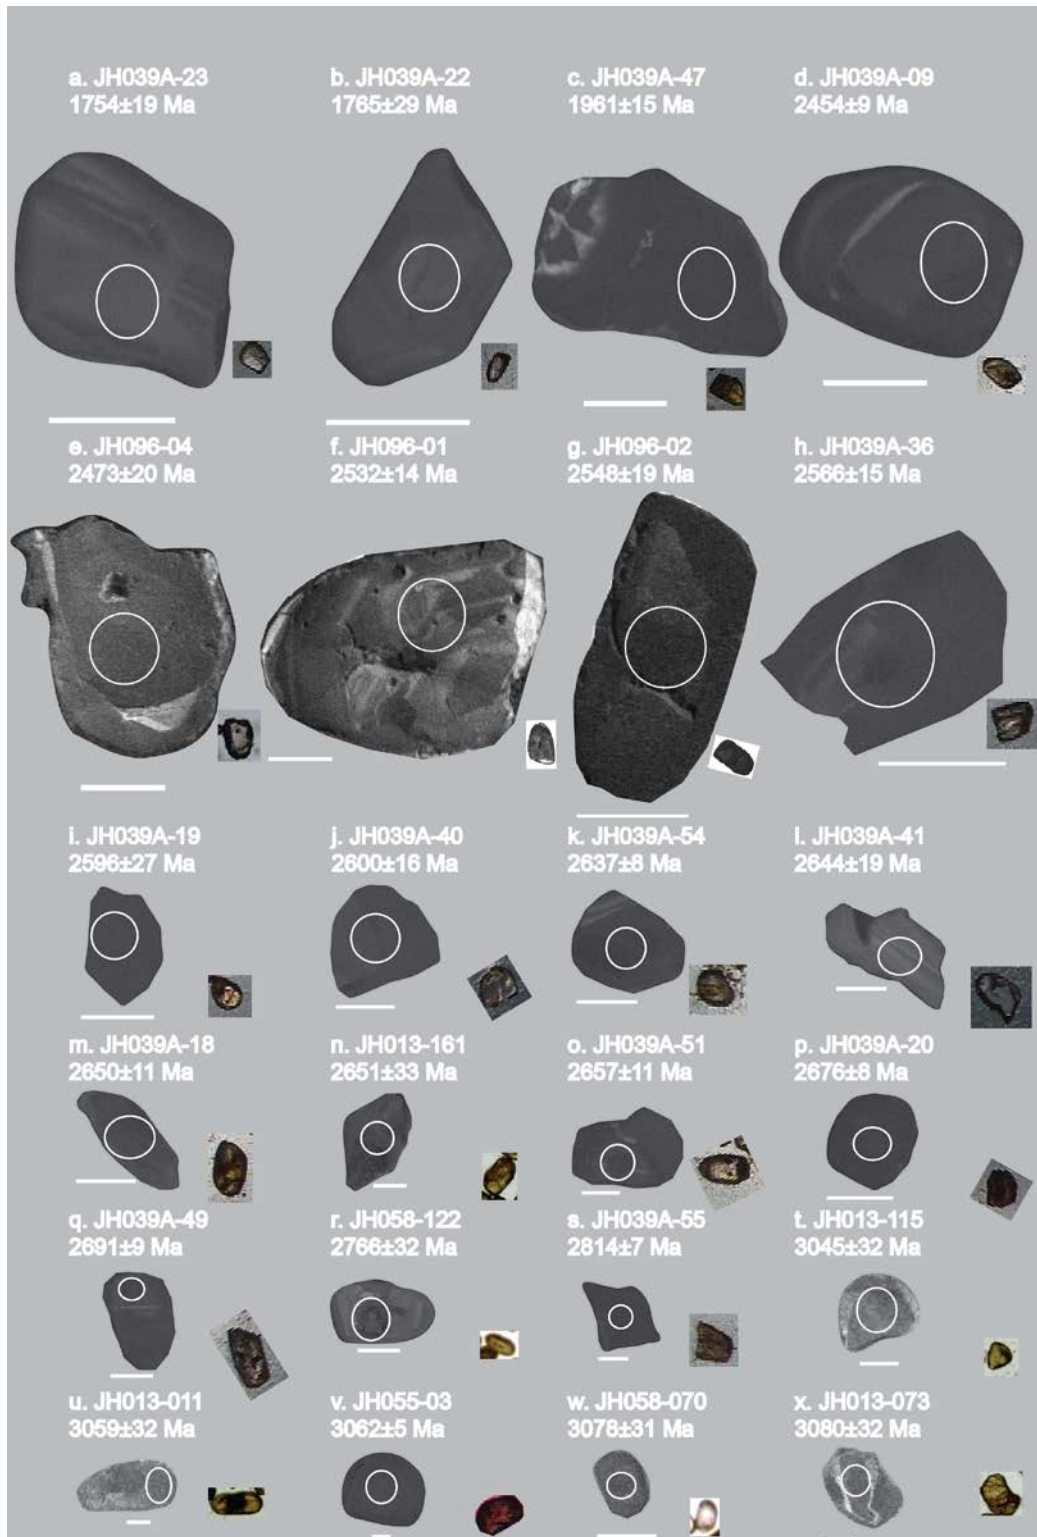 a. JH039A-23
1754±19 Ma
b. JH039A-22
1765±29 Ma
c. JH039A-47
1961±15 Ma
d. JH039A-09
2454±9 Ma
e. JH096-04
2473±20 Ma
f. JH096-01
2532±14 Ma
g. JH096-02
2548±19 Ma
h. JH039A-36
2566±15 Ma
i. JH039A-19
2596±27 Ma
j. JH039A-40
2600±16 Ma
k. JH039A-54
2637±8 Ma
l. JH039A-41
2644±19 Ma
m. JH039A-18
2650±11 Ma
n. JH013-161
2651±33 Ma
o. JH039A-51
2657±11 Ma
p. JH039A-20
2676±8 Ma
q. JH039A-49
2691±9 Ma
r. JH058-122
2766±32 Ma
s. JH039A-55
2814±7 Ma
t. JH013-115
3045±32 Ma
u. JH013-011
3059±32 Ma
v. JH055-03
3062±5 Ma
w. JH058-070
3078±31 Ma
x. JH013-073
3080±32 Ma